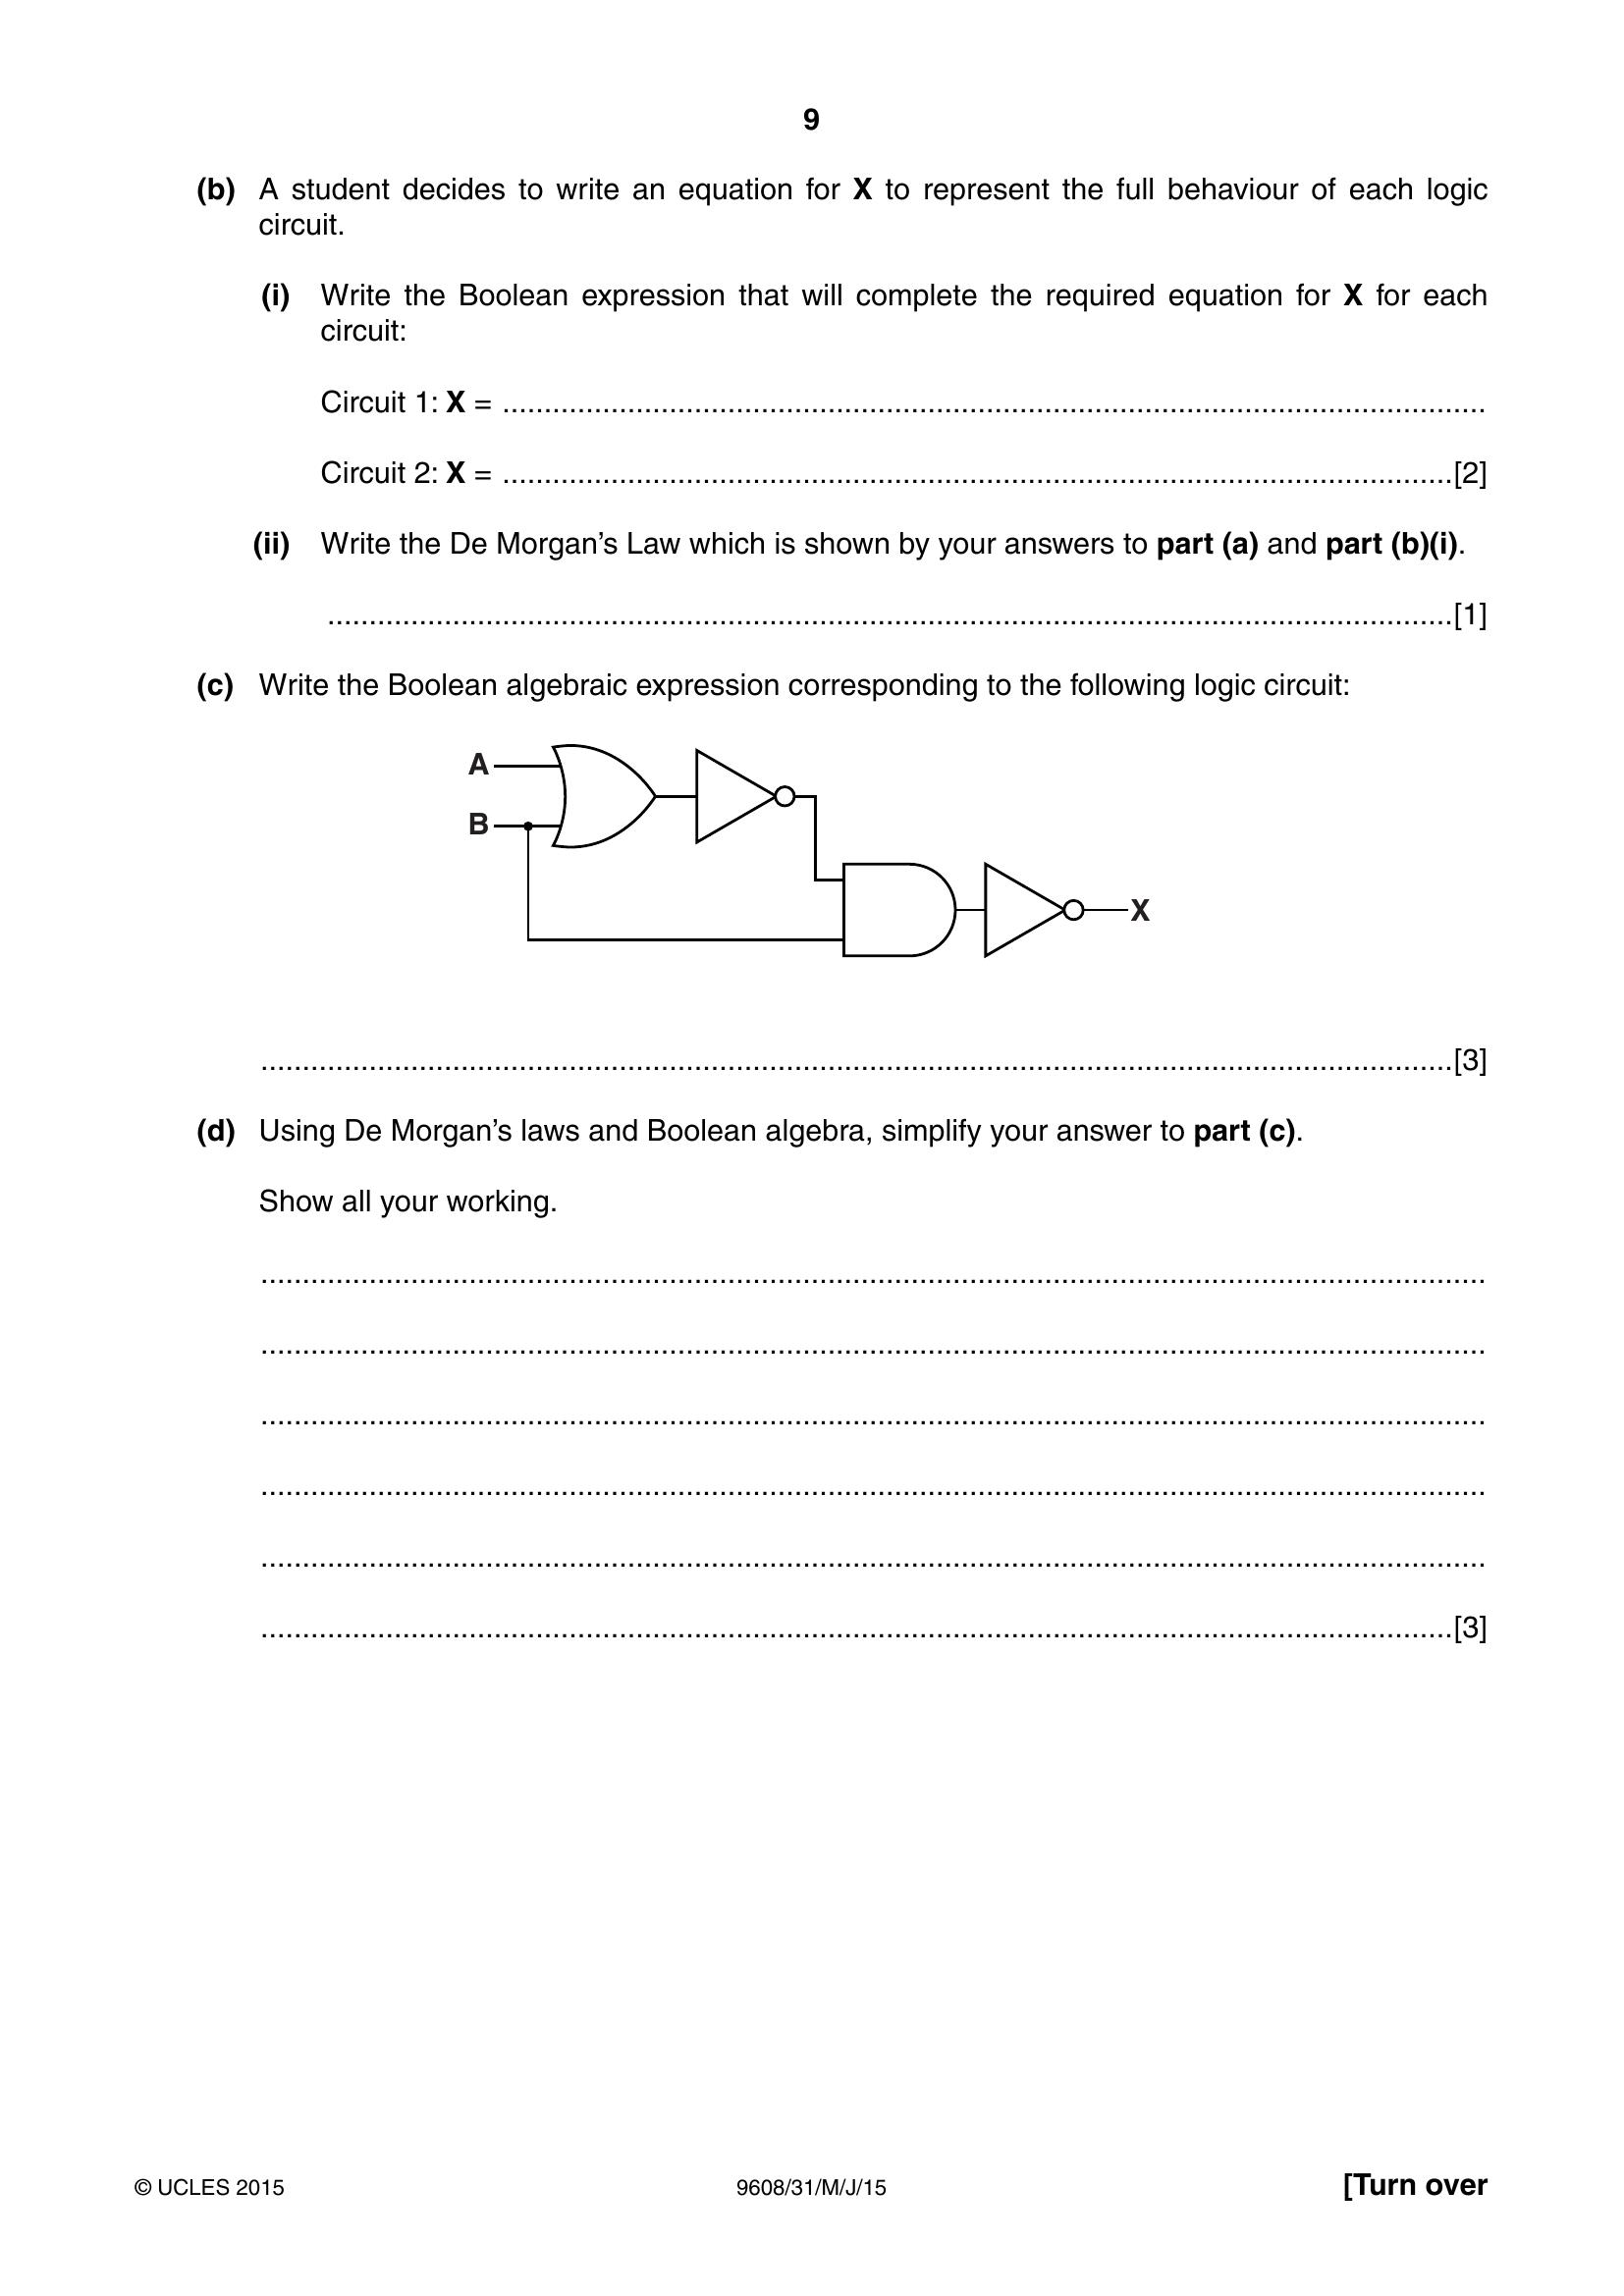 9
(b) A student decides to write an equation for X to represent the full behaviour of each logic
circuit.
(i) Write the Boolean expression that will complete the required equation for X for each
circuit:
Circuit 1: X = ..........................................................................................................................
Circuit 2: X = ......................................................................................................................[2]
(ii) Write the De Morgan's Law which is shown by your answers to part (a) and part (b)(i).
...........................................................................................................................................[1]
(c) Write the Boolean algebraic expression corresponding to the following logic circuit:
A
B
X
...................................................................................................................................................[3]
(d) Using De Morgan's laws and Boolean algebra, simplify your answer to part (c).
Show all your working.
.......................................................................................................................................................
.......................................................................................................................................................
.......................................................................................................................................................
.......................................................................................................................................................
.......................................................................................................................................................
...................................................................................................................................................[3]
© UCLES 2015 9608/31/M/J/15 [Turn over